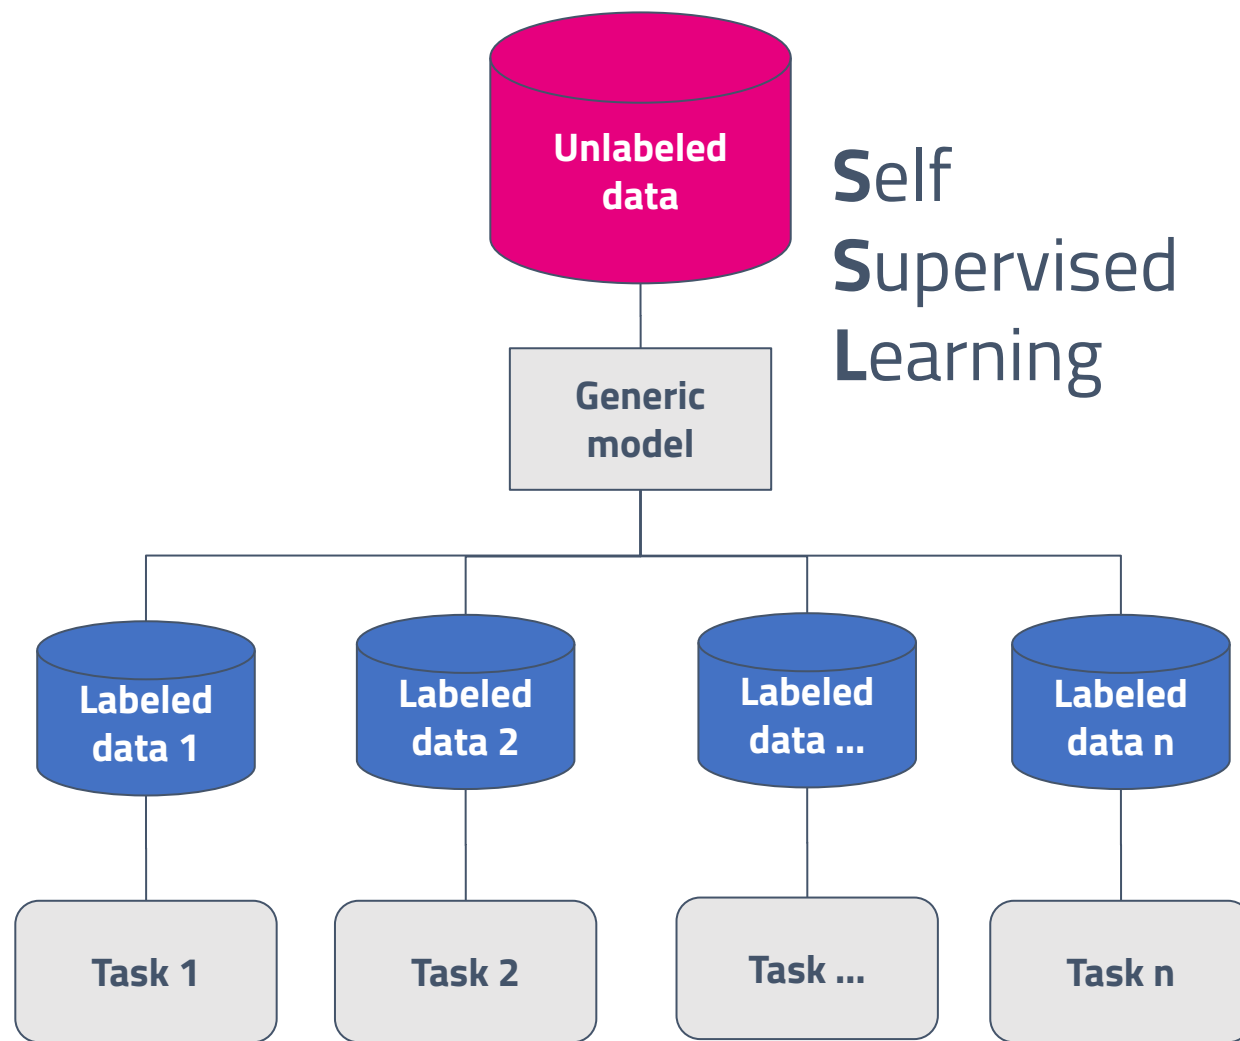 Unlabeled
data
Self
Supervised
Learning
Generic
model
Labeled
data 1
Labeled
data 2
Labeled
data ...
Labeled
data n
Task 1
Task 2
Task ...
Task n